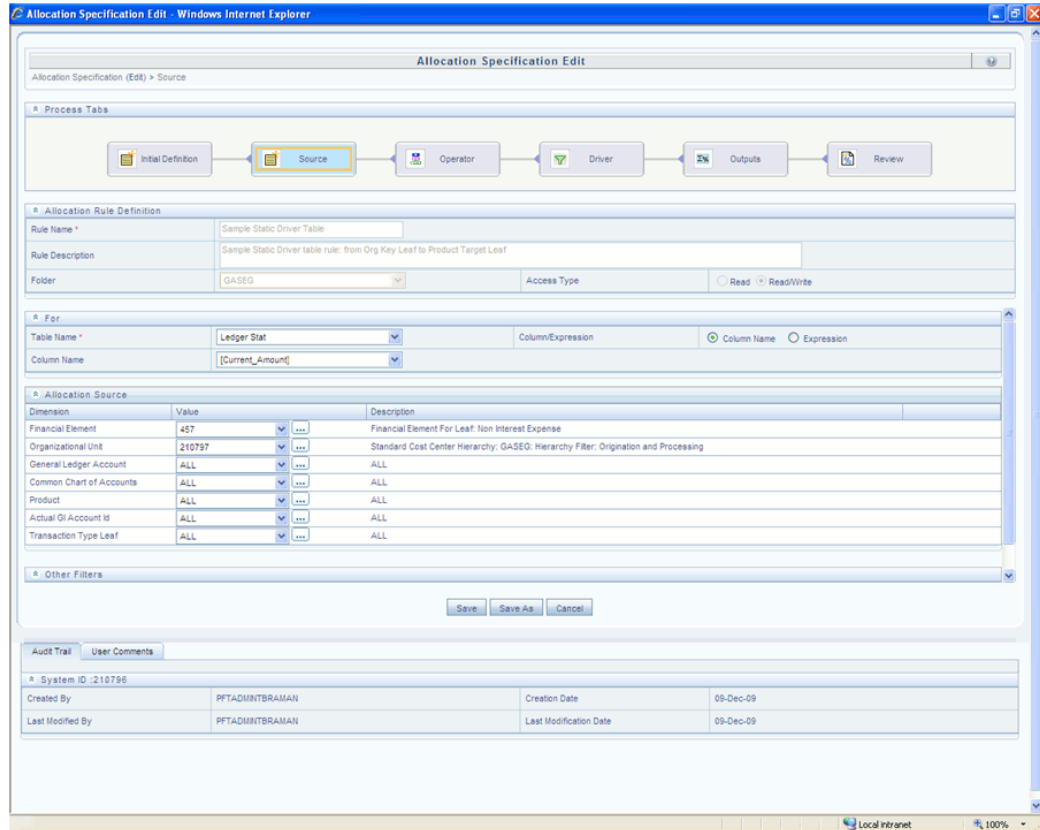 Allocation Specification Edit - Windows Internet Explorer
Allocation Specification Edit
Allocation Specification (Edit) > Source
Process Tabs
Initial Definition
Source
Operator
Driver
Outputs
Review
Allocation Rule Definition
Rule Name * Sample Static Driver Table
Rule Description Sample Static Driver table rule: from Org Key Leaf to Product Target Leaf
Folder GASEG Access Type Read Read/Write
For
Table Name * Ledger Stat Column/Expression Column Name Expression
Column Name [Current_Amount]
Allocation Source
Dimension Value Description
Financial Element 457 ... Financial Element For Leaf: Non Interest Expense
Organizational Unit 210797 ... Standard Cost Center Hierarchy; GASEG: Hierarchy Filter: Origination and Processing
General Ledger Account ALL ... ALL
Common Chart of Accounts ALL ... ALL
Product ALL ... ALL
Actual Gl Account Id ALL ... ALL
Transaction Type Leaf ALL ... ALL
Other Filters
Save Save As Cancel
Audit Trail User Comments
System ID :210796
Created By PFTADMINTBRAMAN Creation Date 09-Dec-09
Last Modified By PFTADMINTBRAMAN Last Modification Date 09-Dec-09
Local intranet 100%